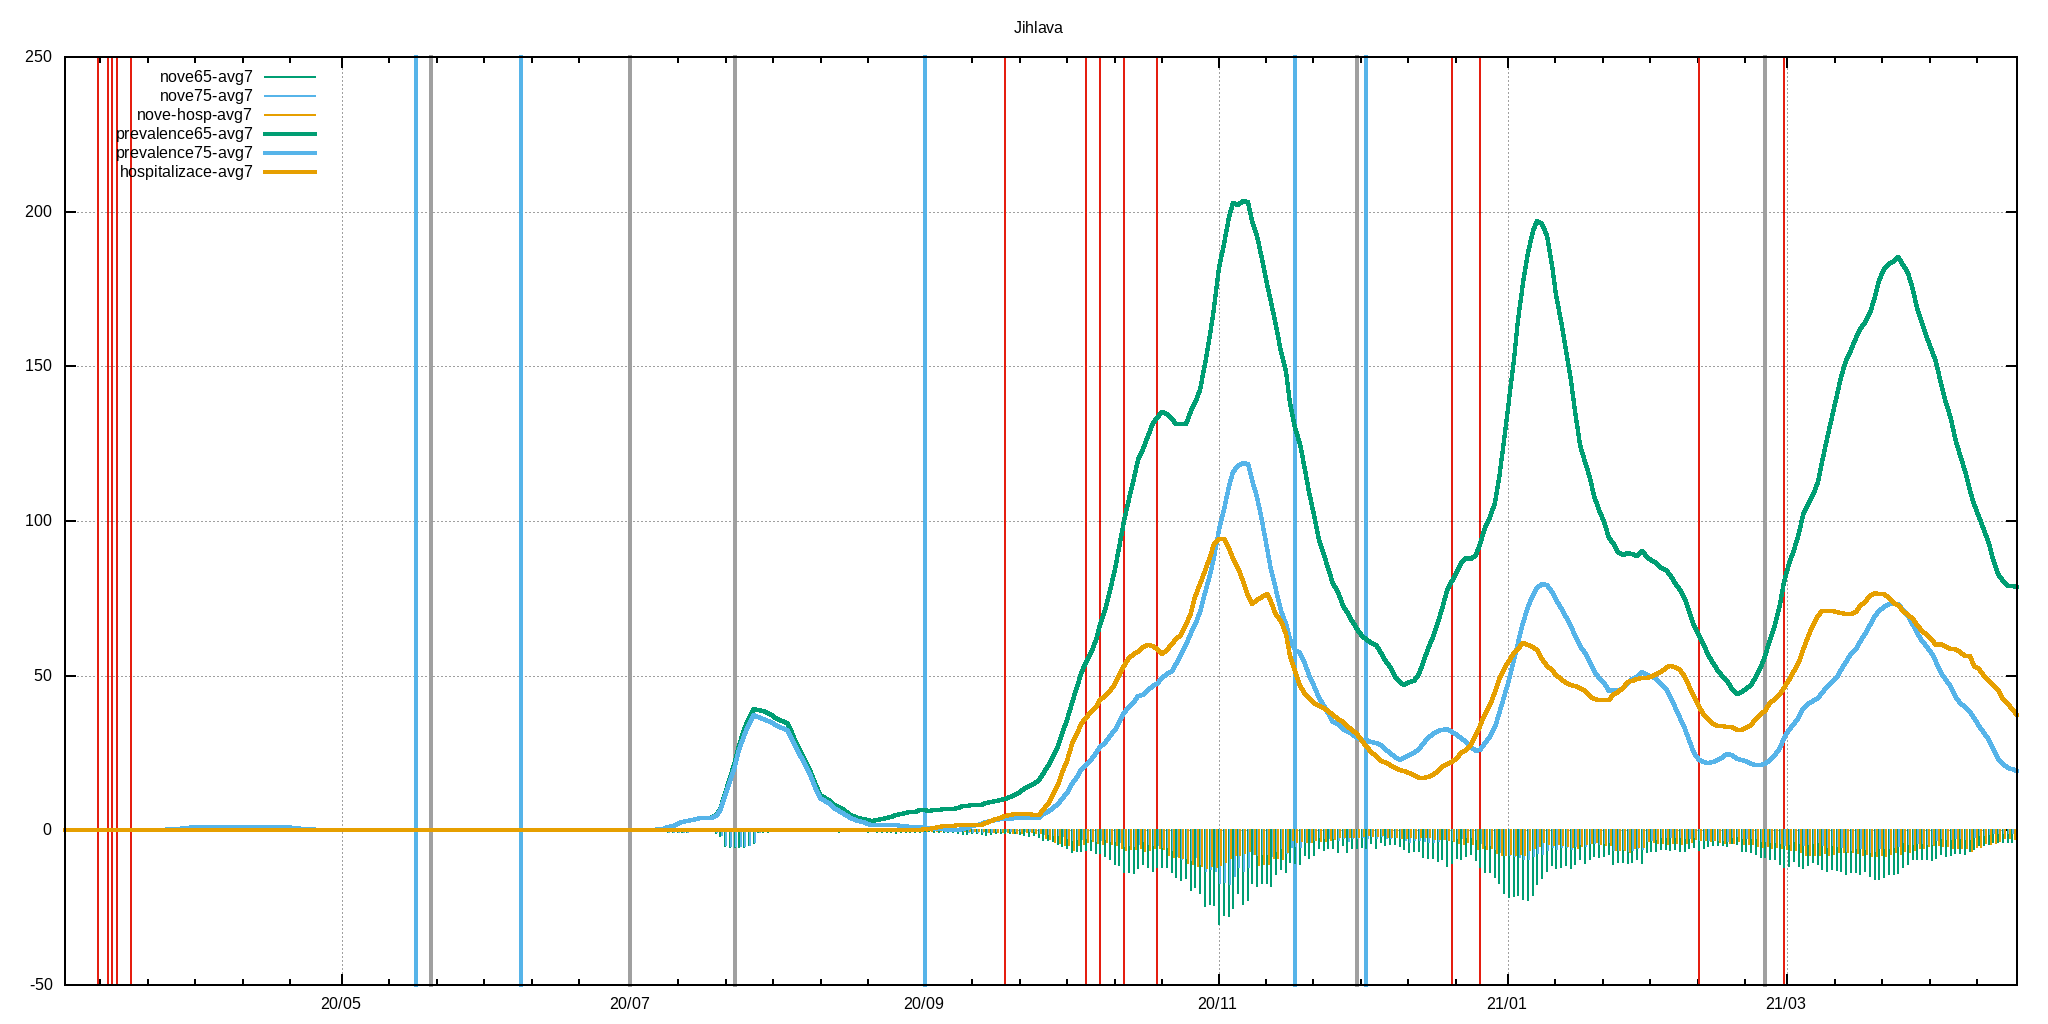 Jihlava
250
200
150
100
50
0
-50
nove65-avg7
nove75-avg7
nove-hosp-avg7
prevalence65-avg7
prevalence75-avg7
hospitalizace-avg7
20/05 20/07 20/09 20/11 21/01 21/03